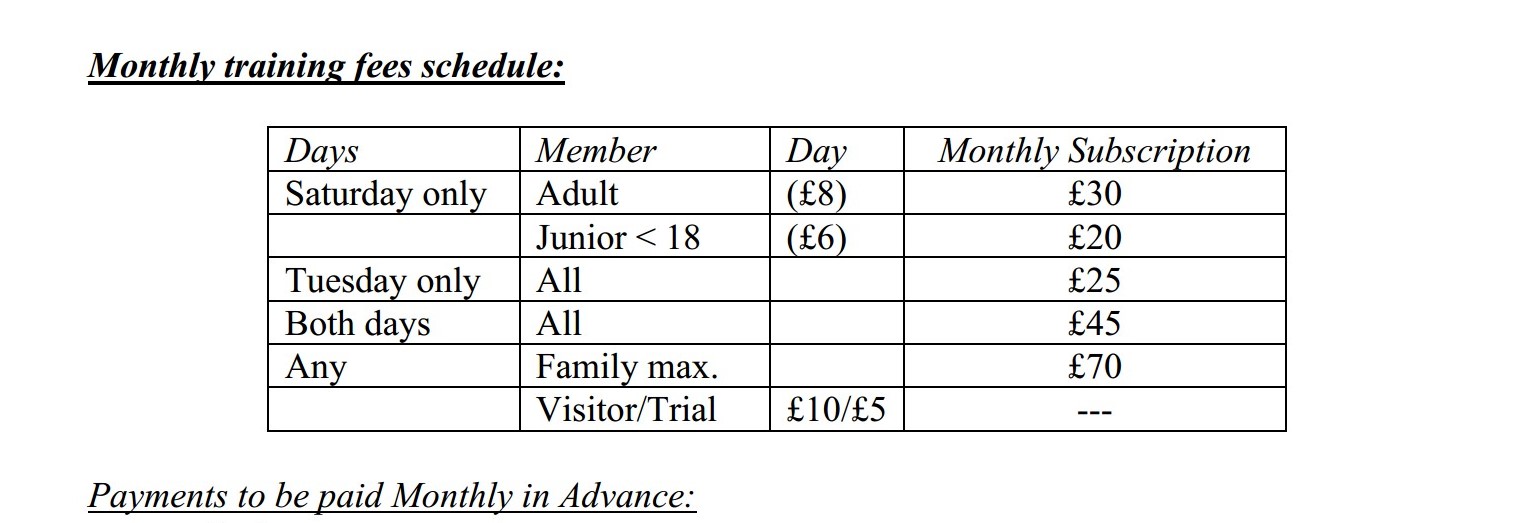 Monthly training fees schedule:
Days Member Day Monthly Subscription
Saturday only Adult (£8) £30
Junior < 18 (£6) £20
Tuesday only All £25
Both days All £45
Any Family max. £70
Visitor/Trial £10/£5 ---
Payments to be paid Monthly in Advance: